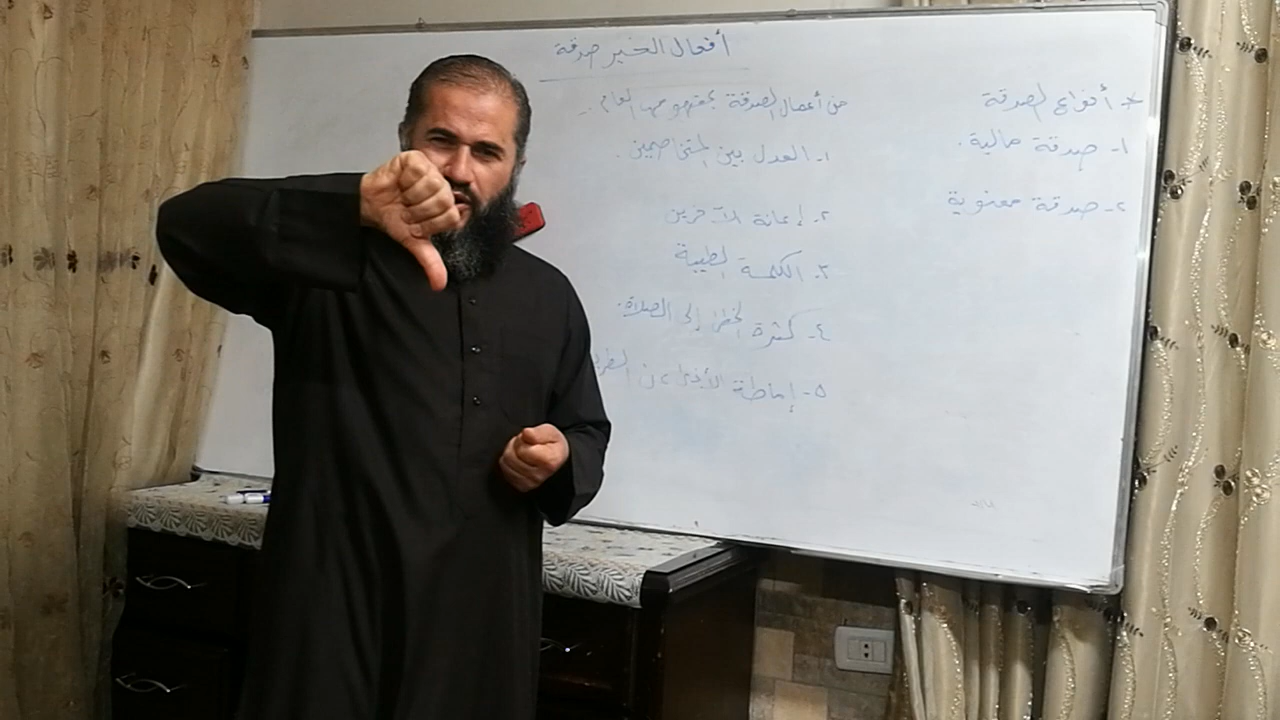 أفعال الخير صدقة
* أنواع الصدقة
١- صدقة مالية.
٢- صدقة معنوية
من أعمال الصدقة بمفهومها العام.
١- العدل بين المتخاصمين.
٢- إعانة الآخرين
٣- الكلمة الطيبة
٤- كثرة الخطى إلى الصلاة.
٥- إماطة الأذى عن الطريق